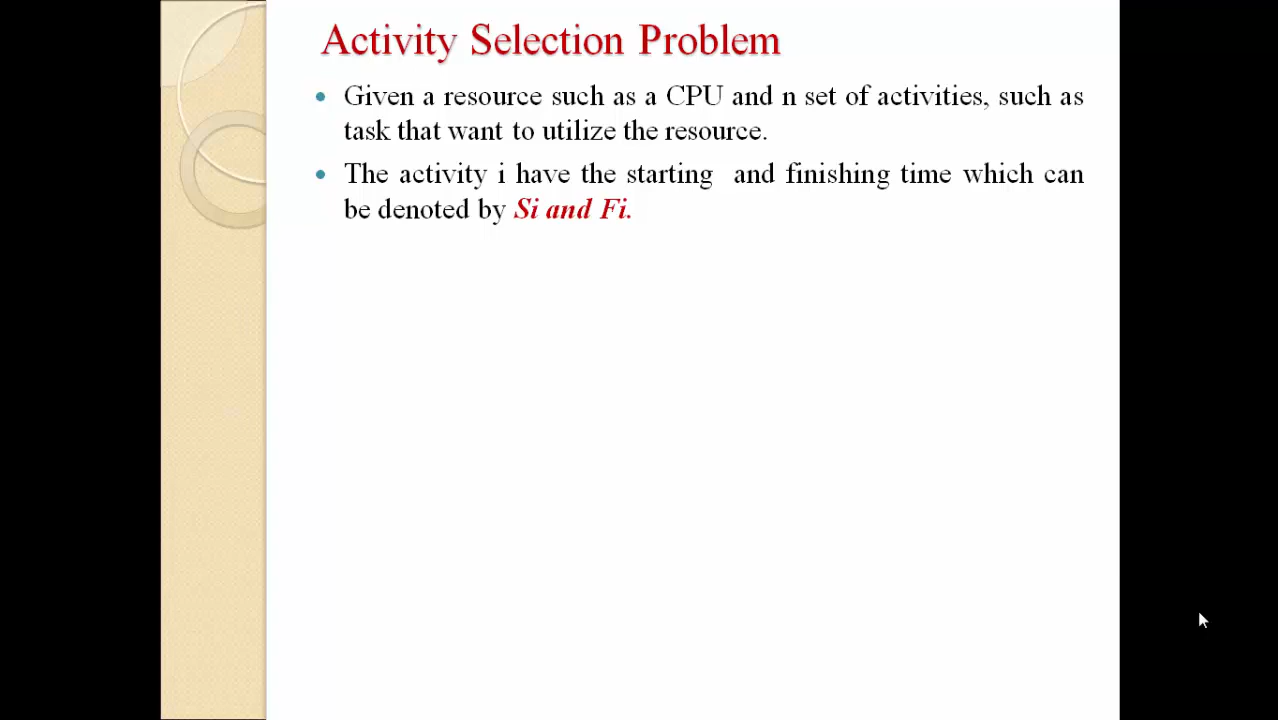 Activity Selection Problem
• Given a resource such as a CPU and n set of activities, such as
task that want to utilize the resource.
• The activity i have the starting and finishing time which can
be denoted by Si and Fi.